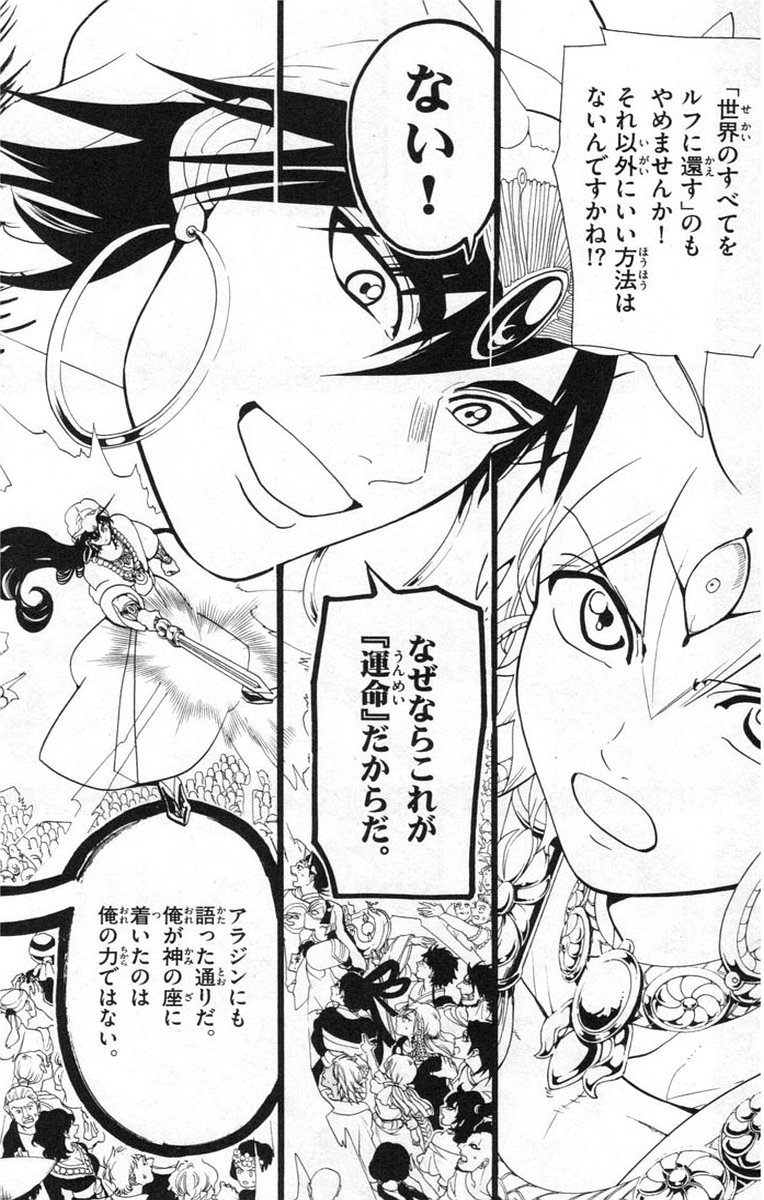 「世界のすべてを
ルフに還す」のも
やめませんか！
それ以外にいい方法は
ないんですかね!?
ない！
なぜならこれが
『運命』だからだ。
アラジンにも
語った通りだ。
俺が神の座に
着いたのは
俺の力ではない。